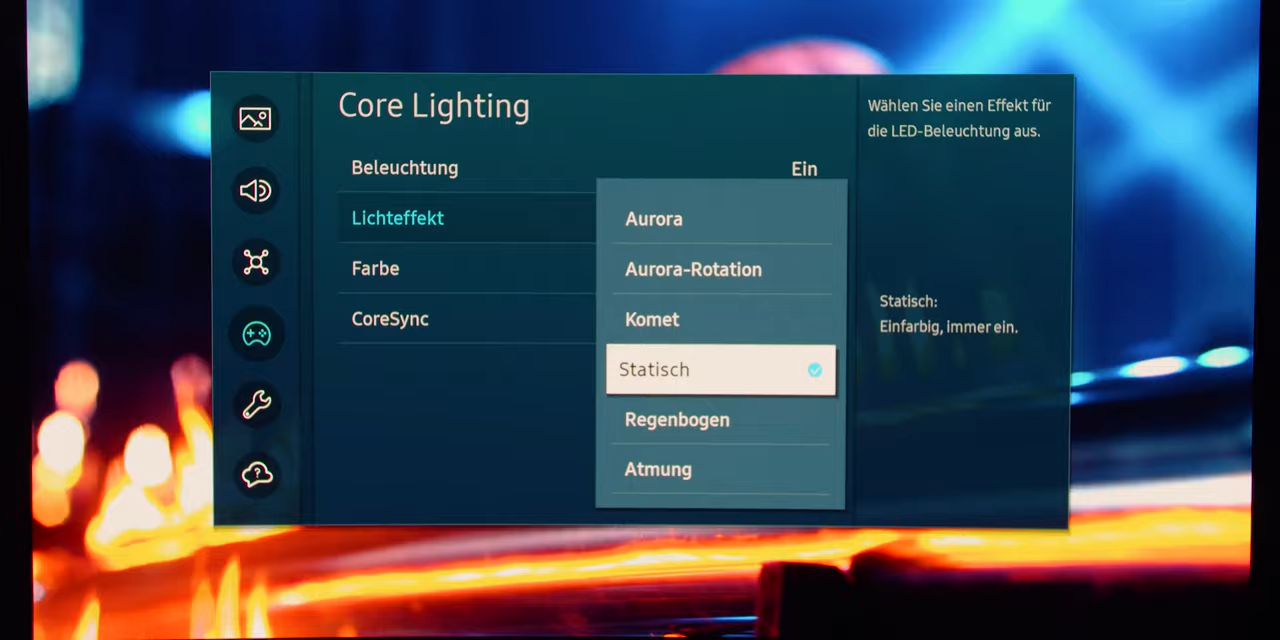 Core Lighting
Wählen Sie einen Effekt für
die LED-Beleuchtung aus.
Beleuchtung Ein
Lichteffekt
Farbe
CoreSync
Aurora
Aurora-Rotation
Komet
Statisch
Regenbogen
Atmung
Statisch:
Einfarbig, immer ein.
?